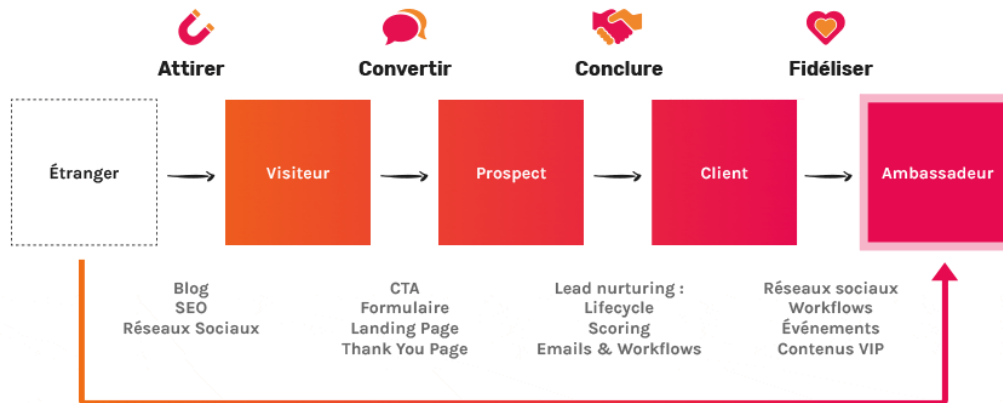 Attirer
Convertir
Conclure
Fidéliser
Étranger
Visiteur
Prospect
Client
Ambassadeur
Blog
SEO
Réseaux Sociaux
CTA
Formulaire
Landing Page
Thank You Page
Lead nurturing :
Lifecycle
Scoring
Emails & Workflows
Réseaux sociaux
Workflows
Événements
Contenus VIP